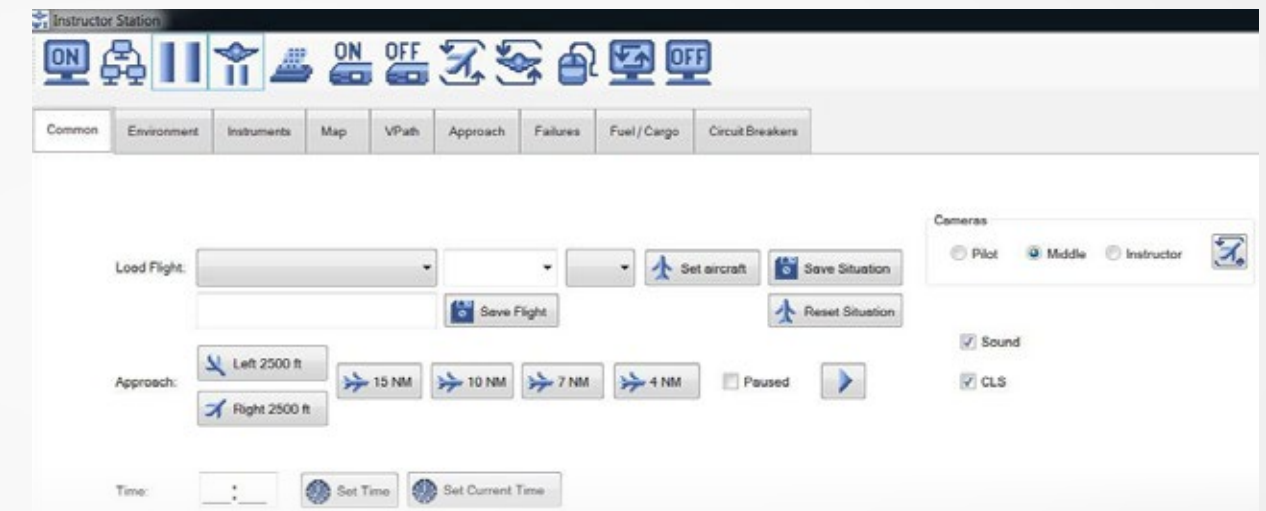 Instructor Station
ON
ON
OFF
OFF
Common Environment Instruments Map VPath Approach Failures Fuel / Cargo Circuit Breakers
Cameras
Pilot Middle Instructor
Load Flight: Set aircraft Save Situation
Save Flight Reset Situation
Sound
Left 2500 ft
Approach: 15 NM 10 NM 7 NM 4 NM Paused CLS
Right 2500 ft
Time: __:__ Set Time Set Current Time